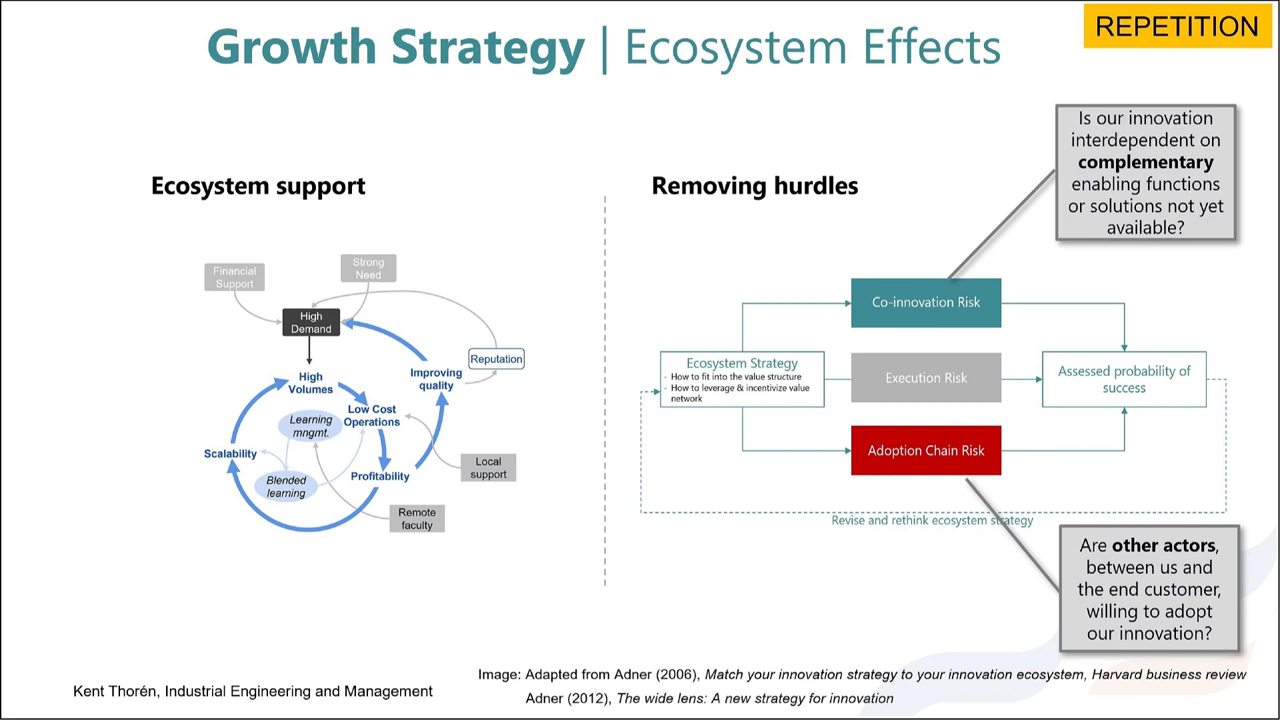 REPETITION
Growth Strategy | Ecosystem Effects
Is our innovation
interdependent on
complementary
enabling functions
or solutions not yet
available?
Ecosystem support
Removing hurdles
Financial
Support
Strong
Need
High
Demand
Reputation
High
Volumes
Improving
quality
Low Cost
Operations
Learning
mngmt.
Scalability
Blended
learning
Profitability
Local
support
Remote
faculty
Co-innovation Risk
Ecosystem Strategy
- How to fit into the value structure
- How to leverage & incentivize value
network
Execution Risk
Assessed probability of
success
Adoption Chain Risk
Revise and rethink ecosystem strategy
Are other actors,
between us and
the end customer,
willing to adopt
our innovation?
Image: Adapted from Adner (2006), Match your innovation strategy to your innovation ecosystem, Harvard business review
Adner (2012), The wide lens: A new strategy for innovation
Kent Thorén, Industrial Engineering and Management